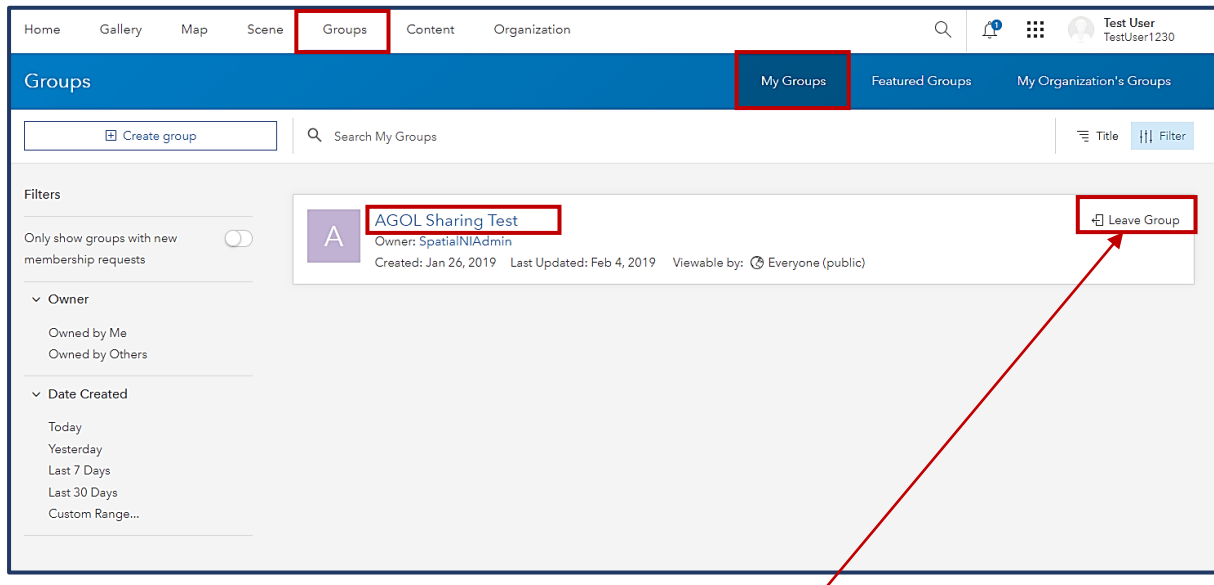 Home Gallery Map Scene Groups Content Organization 1 Test User
TestUser1230
Groups My Groups Featured Groups My Organization's Groups
Create group Search My Groups Title Filter
Filters
Only show groups with new
membership requests
Owner
Owned by Me
Owned by Others
Date Created
Today
Yesterday
Last 7 Days
Last 30 Days
Custom Range...
A
AGOL Sharing Test
Leave Group
Owner: SpatialNIAdmin
Created: Jan 26, 2019 Last Updated: Feb 4, 2019 Viewable by: Everyone (public)